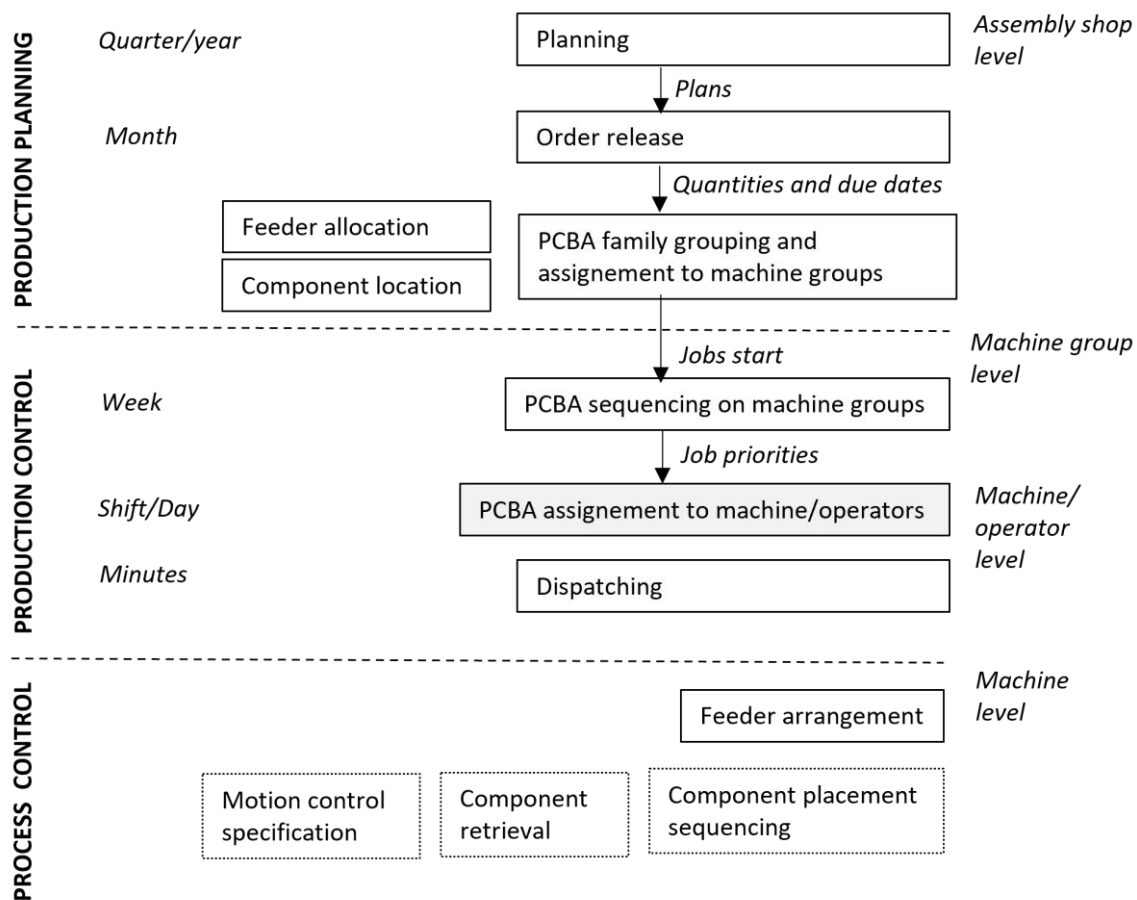 PRODUCTION PLANNING
Quarter/year
Planning
Assembly shop
level
Plans
Month
Order release
Quantities and due dates
Feeder allocation
Component location
PCBA family grouping and
assignement to machine groups
Machine group
level
Jobs start
PRODUCTION CONTROL
Week
PCBA sequencing on machine groups
Job priorities
Shift/Day
PCBA assignement to machine/operators
Machine/
operator
level
Minutes
Dispatching
PROCESS CONTROL
Machine
level
Feeder arrangement
Motion control
specification
Component
retrieval
Component placement
sequencing